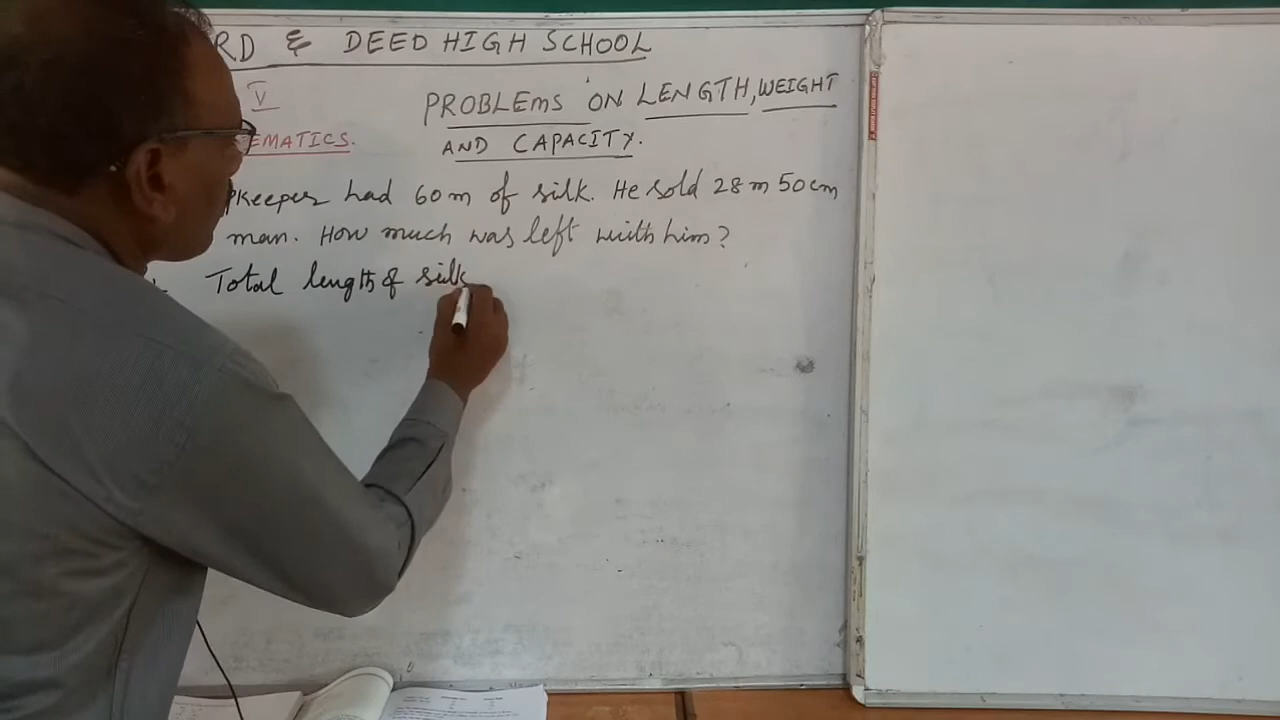 RD & DEED HIGH SCHOOL
V
PROBLEMS ON LENGTH, WEIGHT
EMATICS.
AND CAPACITY.
pkeeper had 60 m of silk. He sold 28 m 50 cm
man. How much was left with him?
Total length of silk